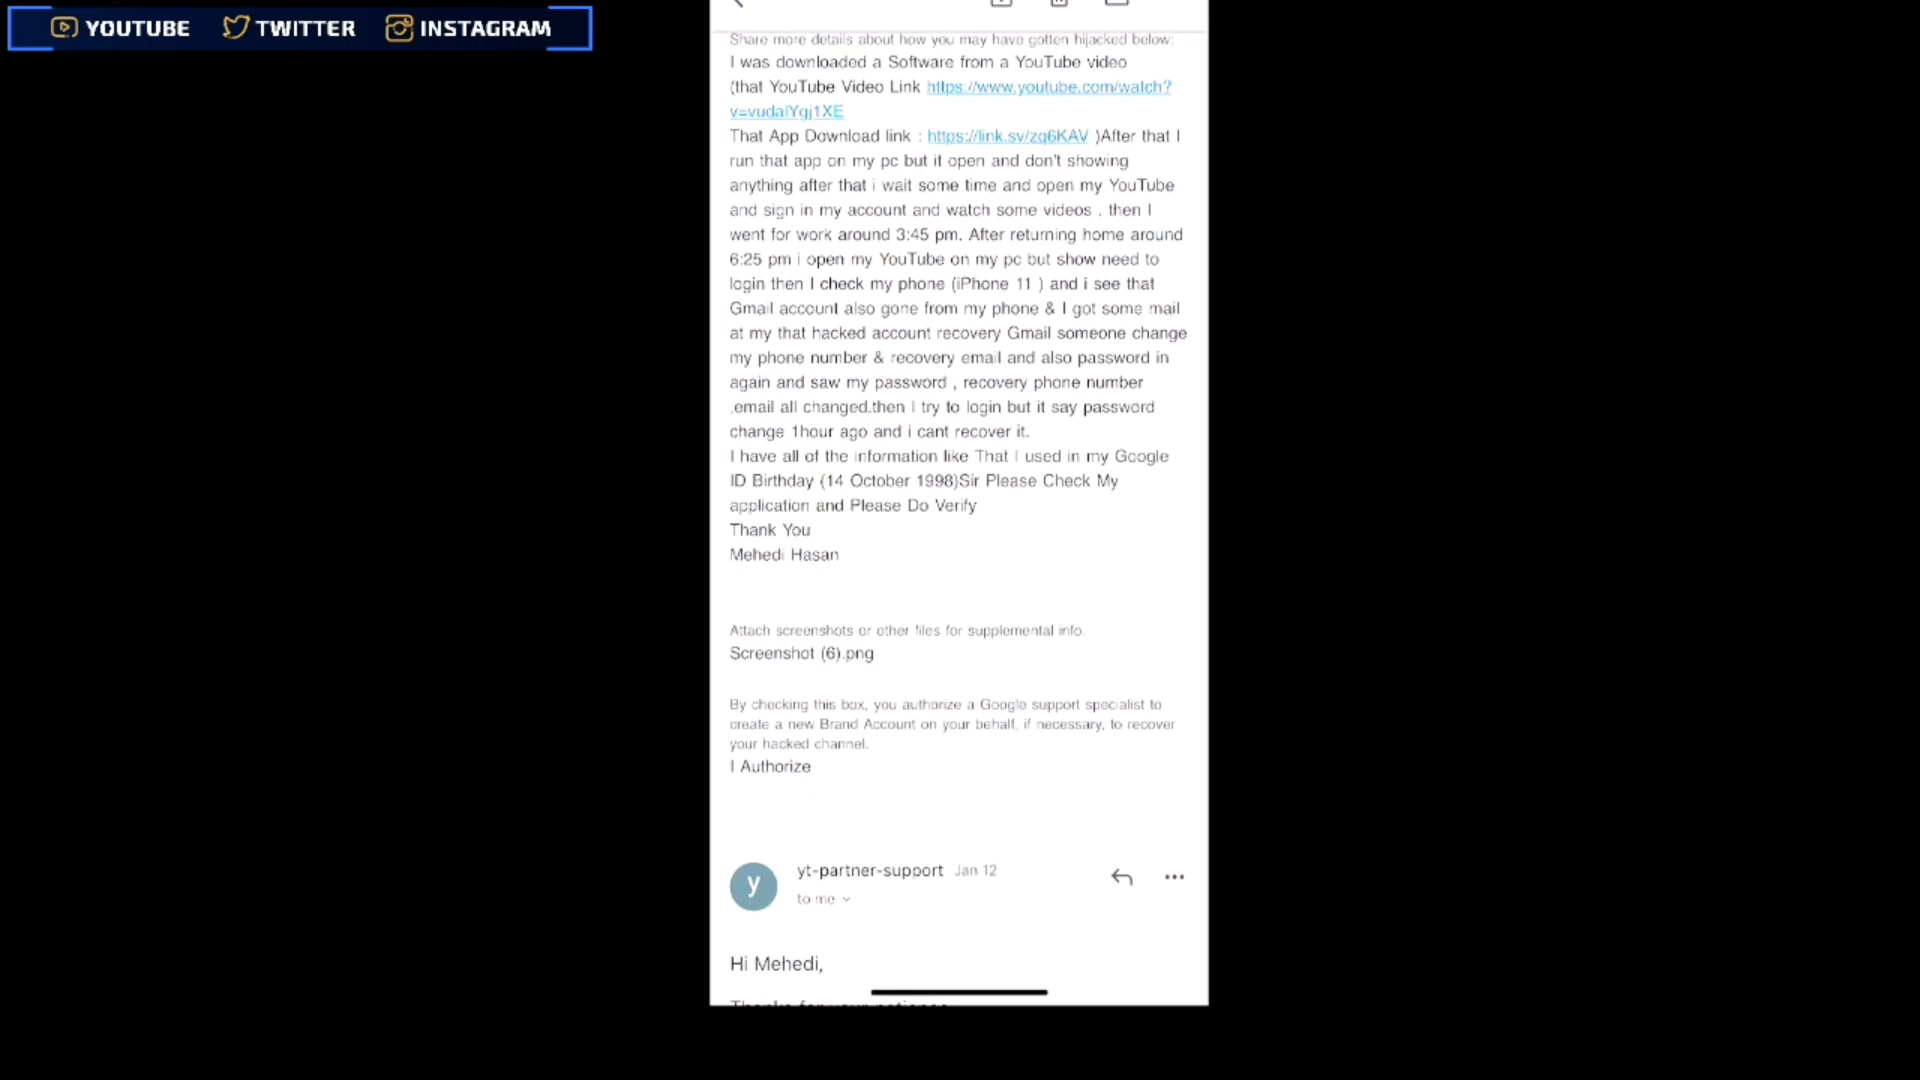 YOUTUBE TWITTER INSTAGRAM
Share more details about how you may have gotten hijacked below:
I was downloaded a Software from a YouTube video
(that YouTube Video Link https://www.youtube.com/watch?
v=vudaIYgj1XE
That App Download link : https://link.sv/zq6KAV )After that I
run that app on my pc but it open and don't showing
anything after that i wait some time and open my YouTube
and sign in my account and watch some videos . then I
went for work around 3:45 pm. After returning home around
6:25 pm i open my YouTube on my pc but show need to
login then I check my phone (iPhone 11 ) and i see that
Gmail account also gone from my phone & I got some mail
at my that hacked account recovery Gmail someone change
my phone number & recovery email and also password in
again and saw my password , recovery phone number
,email all changed.then I try to login but it say password
change 1hour ago and i cant recover it.
I have all of the information like That I used in my Google
ID Birthday (14 October 1998)Sir Please Check My
application and Please Do Verify
Thank You
Mehedi Hasan
Attach screenshots or other files for supplemental info.
Screenshot (6).png
By checking this box, you authorize a Google support specialist to
create a new Brand Account on your behalf, if necessary, to recover
your hacked channel.
I Authorize
y
yt-partner-support Jan 12
to me
Hi Mehedi,
Thanks for your patience